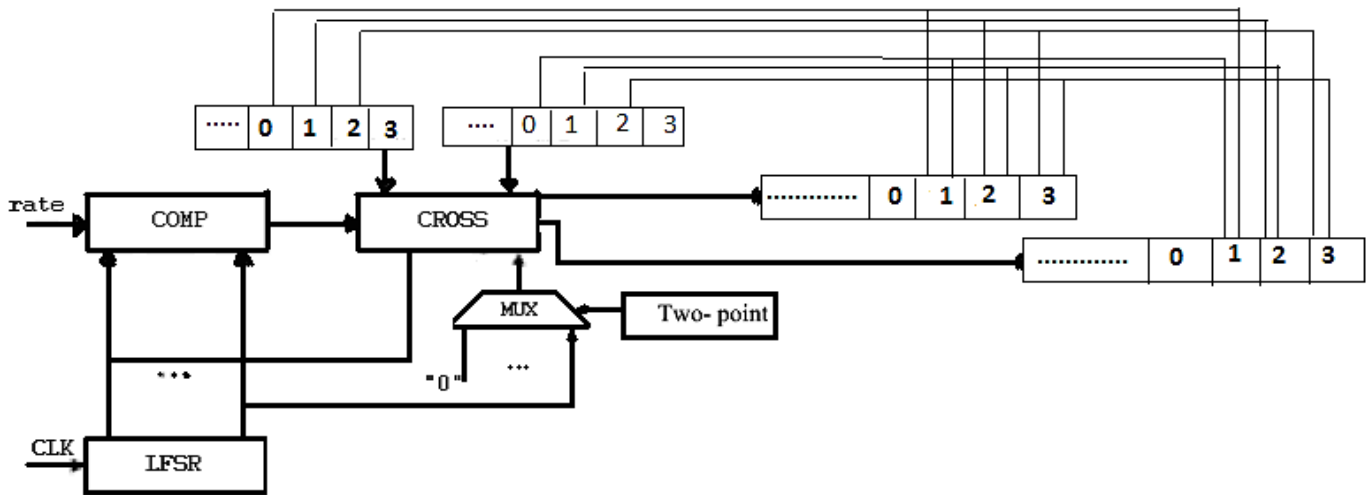 ..... 0 1 2 3
.... 0 1 2 3
............. 0 1 2 3
rate
COMP
CROSS
............. 0 1 2 3
MUX
Two- point
...
"0"
...
CLK
LFSR